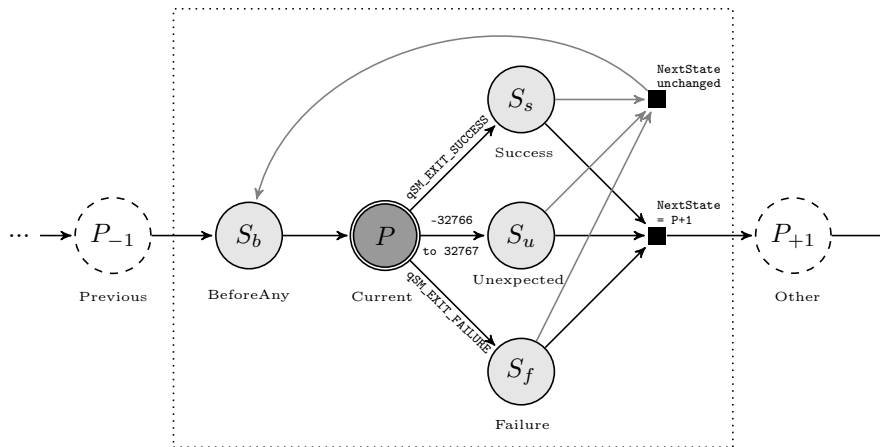 NextState
unchanged
S_s
qSM_EXIT_SUCCESS
Success
NextState
= P+1
...
P_{-1}
S_b
P
-32766
to 32767
S_u
P_{+1}
Previous
BeforeAny
Current
Unexpected
Other
qSM_EXIT_FAILURE
S_f
Failure